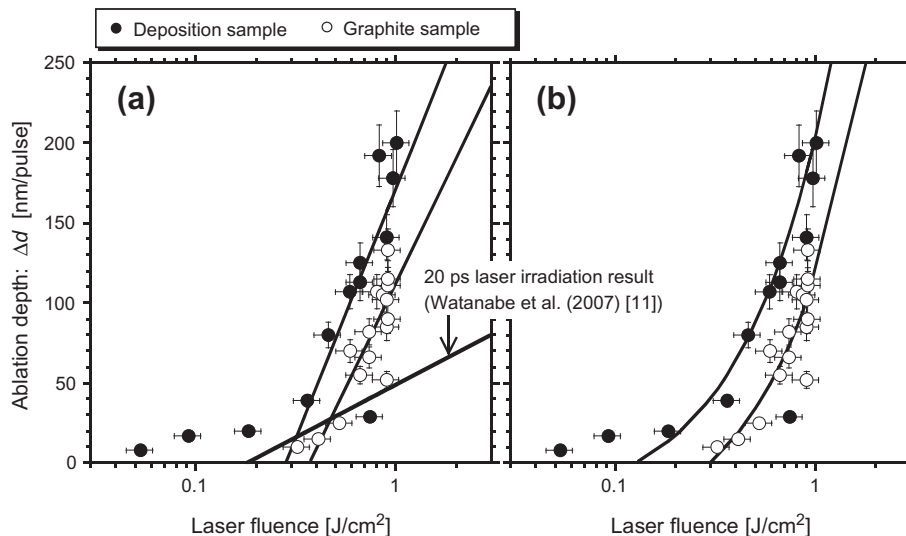 ● Deposition sample ○ Graphite sample
(a)
(b)
250
200
150
100
50
0
Ablation depth: Δd [nm/pulse]
20 ps laser irradiation result
(Watanabe et al. (2007) [11])
0.1 1
0.1 1
Laser fluence [J/cm²]
Laser fluence [J/cm²]